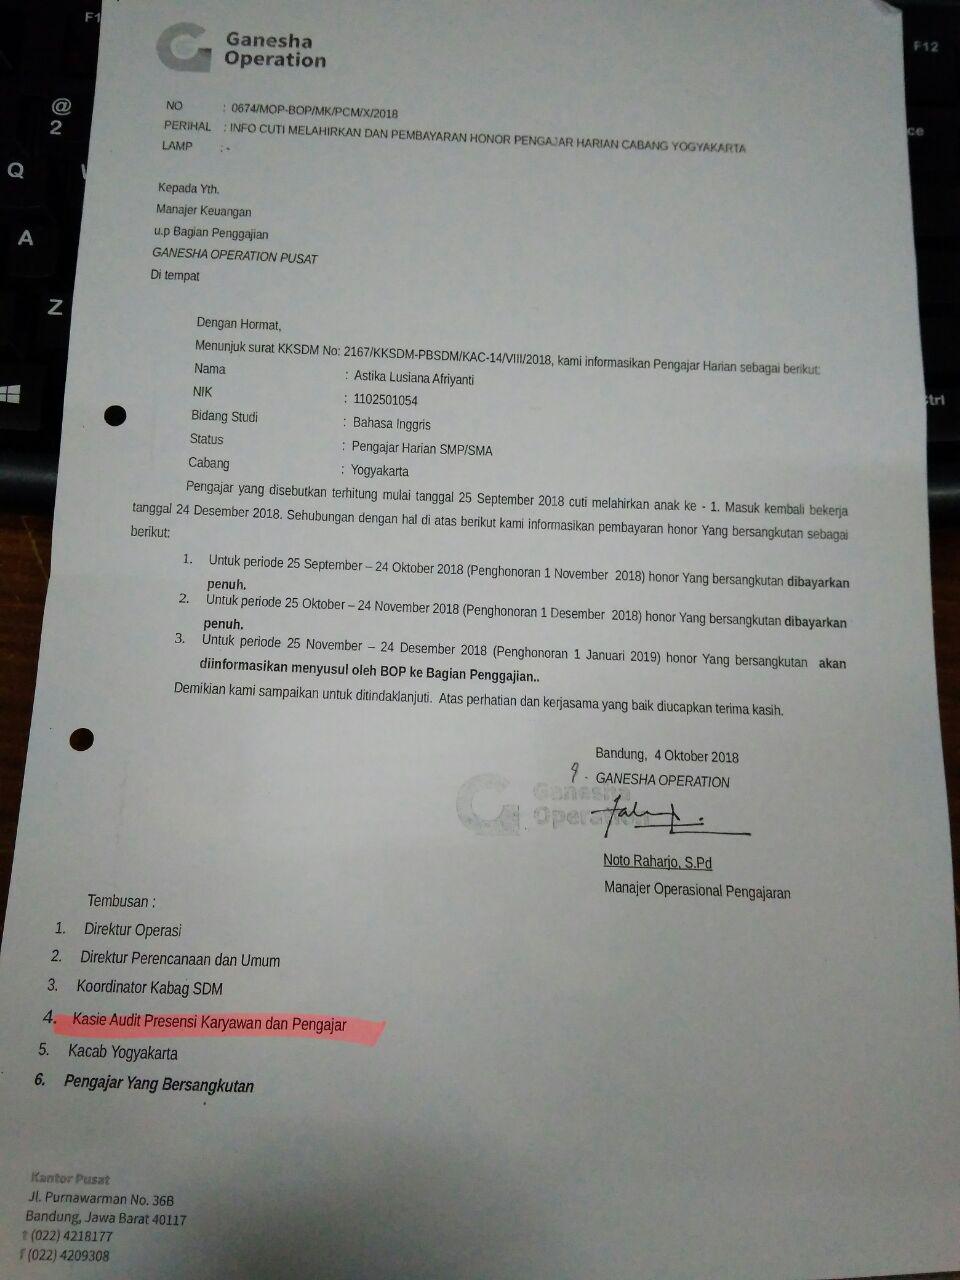 Ganesha
Operation
NO : 0674/MOP-BOP/MK/PCM/X/2018
PERIHAL : INFO CUTI MELAHIRKAN DAN PEMBAYARAN HONOR PENGAJAR HARIAN CABANG YOGYAKARTA
LAMP : -
Kepada Yth.
Manajer Keuangan
u.p Bagian Penggajian
GANESHA OPERATION PUSAT
Di tempat
Dengan Hormat,
Menunjuk surat KKSDM No: 2167/KKSDM-PBSDM/KAC-14/VIII/2018, kami informasikan Pengajar Harian sebagai berikut:
Nama : Astika Lusiana Afriyanti
NIK : 1102501054
Bidang Studi : Bahasa Inggris
Status : Pengajar Harian SMP/SMA
Cabang : Yogyakarta
Pengajar yang disebutkan terhitung mulai tanggal 25 September 2018 cuti melahirkan anak ke - 1. Masuk kembali bekerja
tanggal 24 Desember 2018. Sehubungan dengan hal di atas berikut kami informasikan pembayaran honor Yang bersangkutan sebagai
berikut:
1. Untuk periode 25 September – 24 Oktober 2018 (Penghonoran 1 November 2018) honor Yang bersangkutan dibayarkan
penuh.
2. Untuk periode 25 Oktober – 24 November 2018 (Penghonoran 1 Desember 2018) honor Yang bersangkutan dibayarkan
penuh.
3. Untuk periode 25 November – 24 Desember 2018 (Penghonoran 1 Januari 2019) honor Yang bersangkutan akan
diinformasikan menyusul oleh BOP ke Bagian Penggajian..
Demikian kami sampaikan untuk ditindaklanjuti. Atas perhatian dan kerjasama yang baik diucapkan terima kasih.
Bandung, 4 Oktober 2018
GANESHA OPERATION
Ganesha
Operation
Noto Raharjo, S.Pd
Manajer Operasional Pengajaran
Tembusan :
1. Direktur Operasi
2. Direktur Perencanaan dan Umum
3. Koordinator Kabag SDM
4. Kasie Audit Presensi Karyawan dan Pengajar
5. Kacab Yogyakarta
6. Pengajar Yang Bersangkutan
Kantor Pusat
Jl. Purnawarman No. 36B
Bandung, Jawa Barat 40117
t (022) 4218177
f (022) 4209308
F1
@
2
Q
A
Z
F12
ce
Ctrl